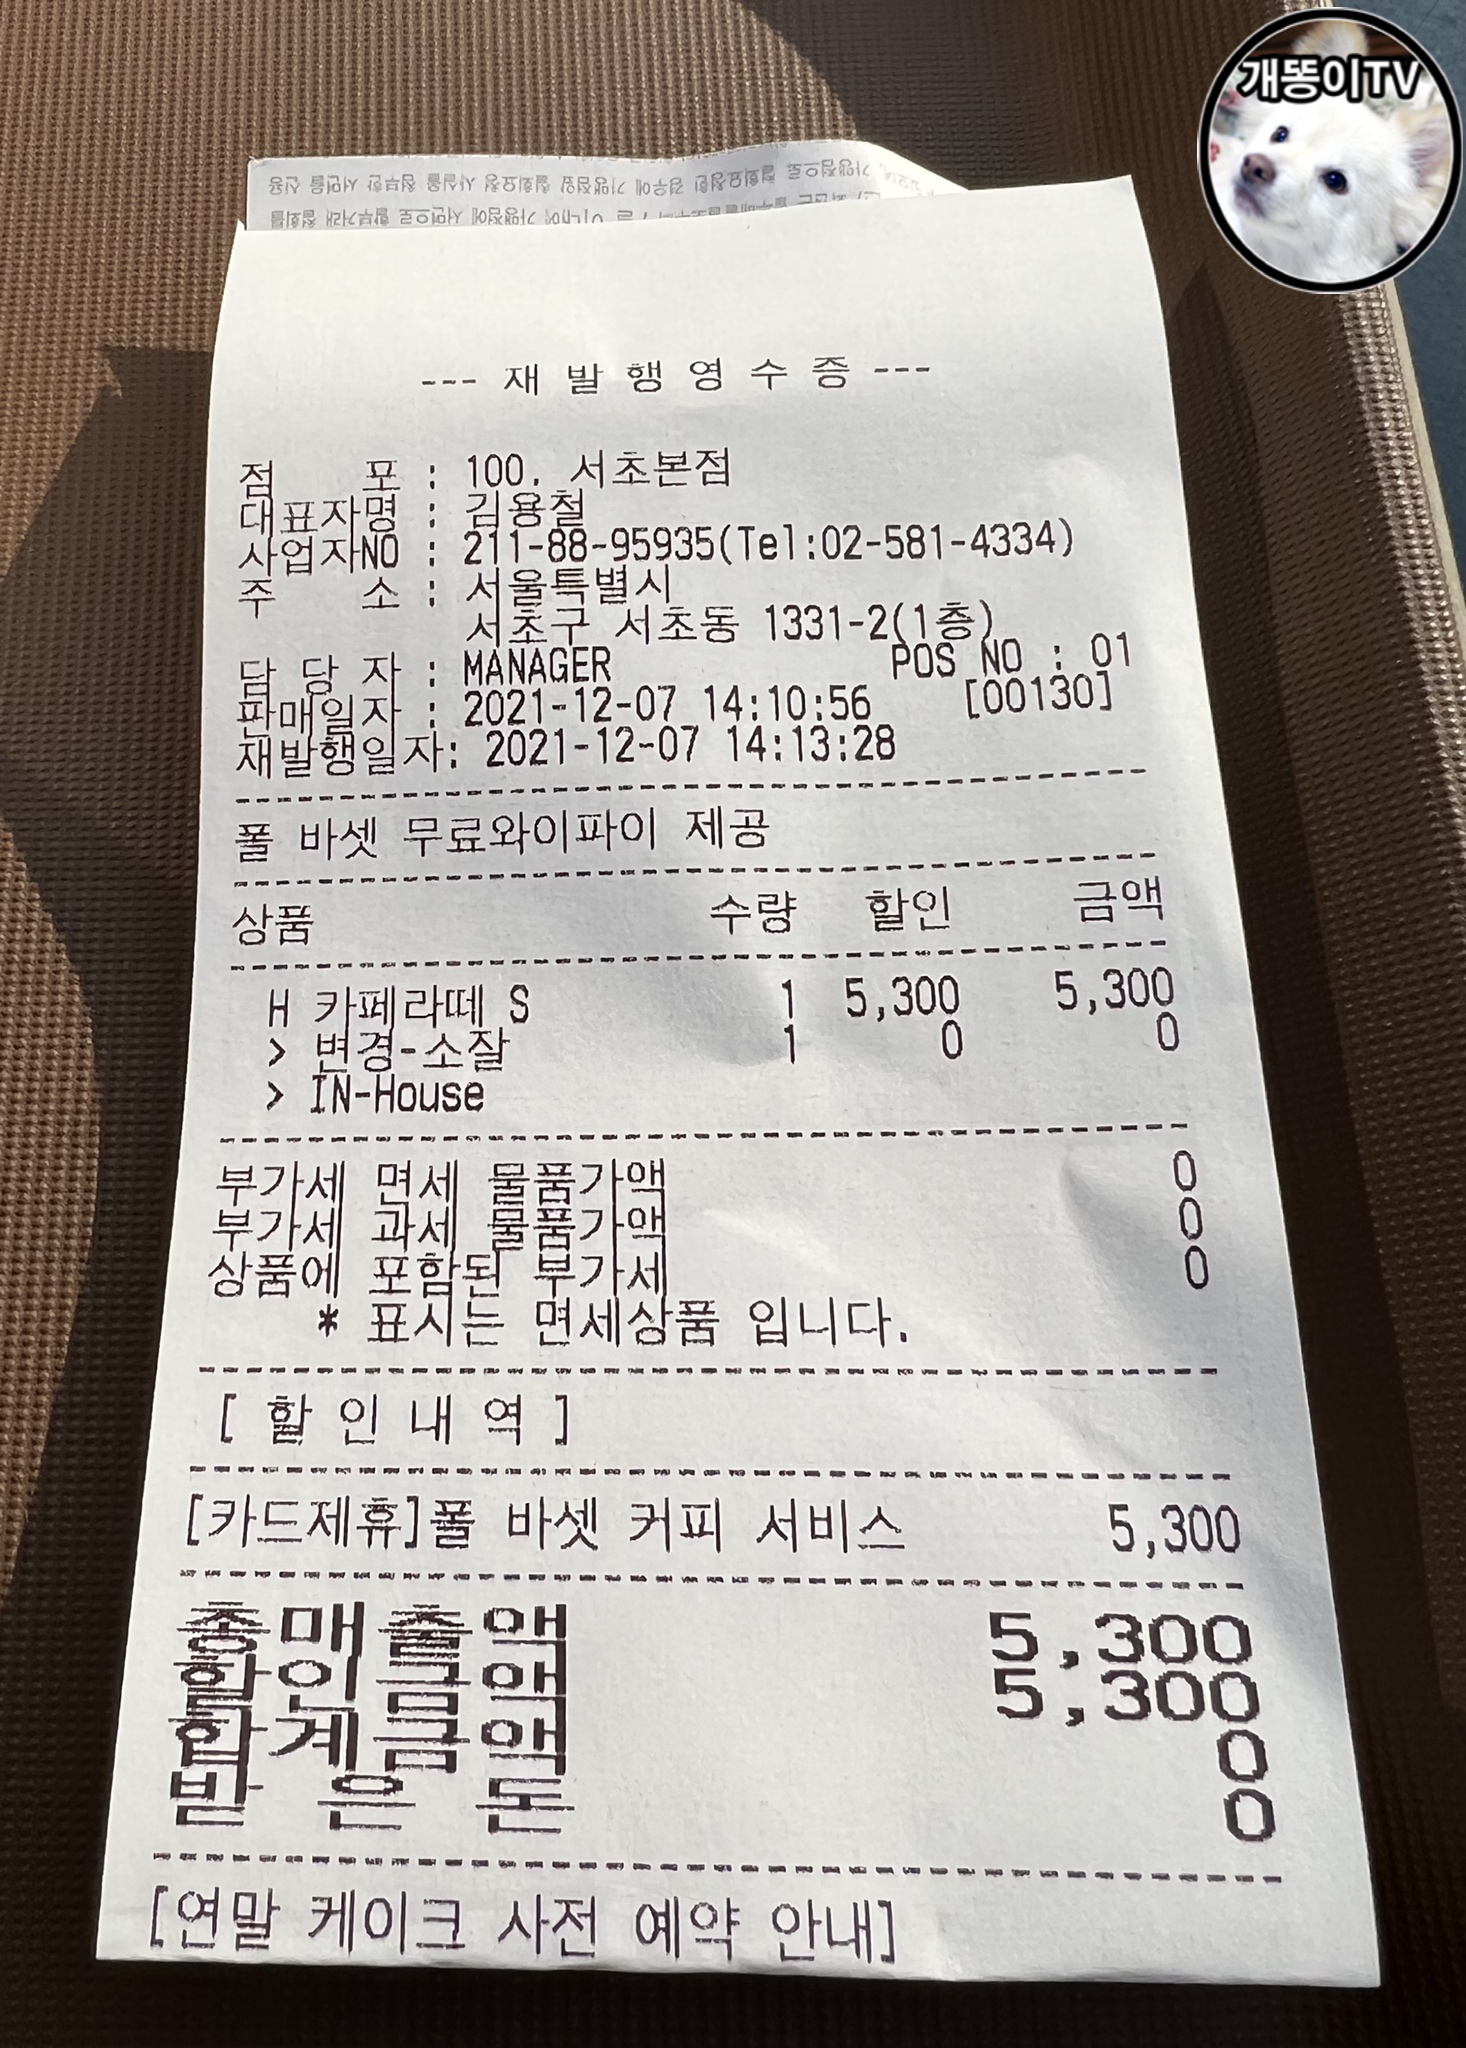 개똥이TV
--- 재 발 행 영 수 증 ---
점 포 : 100. 서초본점
대표자명 : 김용철
사업자NO : 211-88-95935(Tel:02-581-4334)
주 소 : 서울특별시
서초구 서초동 1331-2(1층)
담 당 자 : MANAGER POS NO : 01
판매일자 : 2021-12-07 14:10:56 [00130]
재발행일자: 2021-12-07 14:13:28
폴 바셋 무료와이파이 제공
상품 수량 할인 금액
H 카페라떼 S 1 5,300 5,300
> 변경-소잘 1 0 0
> IN-House
부가세 면세 물품가액 0
부가세 과세 물품가액 0
상품에 포함된 부가세 0
* 표시는 면세상품 입니다.
[ 할 인 내 역 ]
[카드제휴]폴 바셋 커피 서비스 5,300
총매출액 5,300
할인금액 5,300
합계금액 0
받 은 돈 0
[연말 케이크 사전 예약 안내]